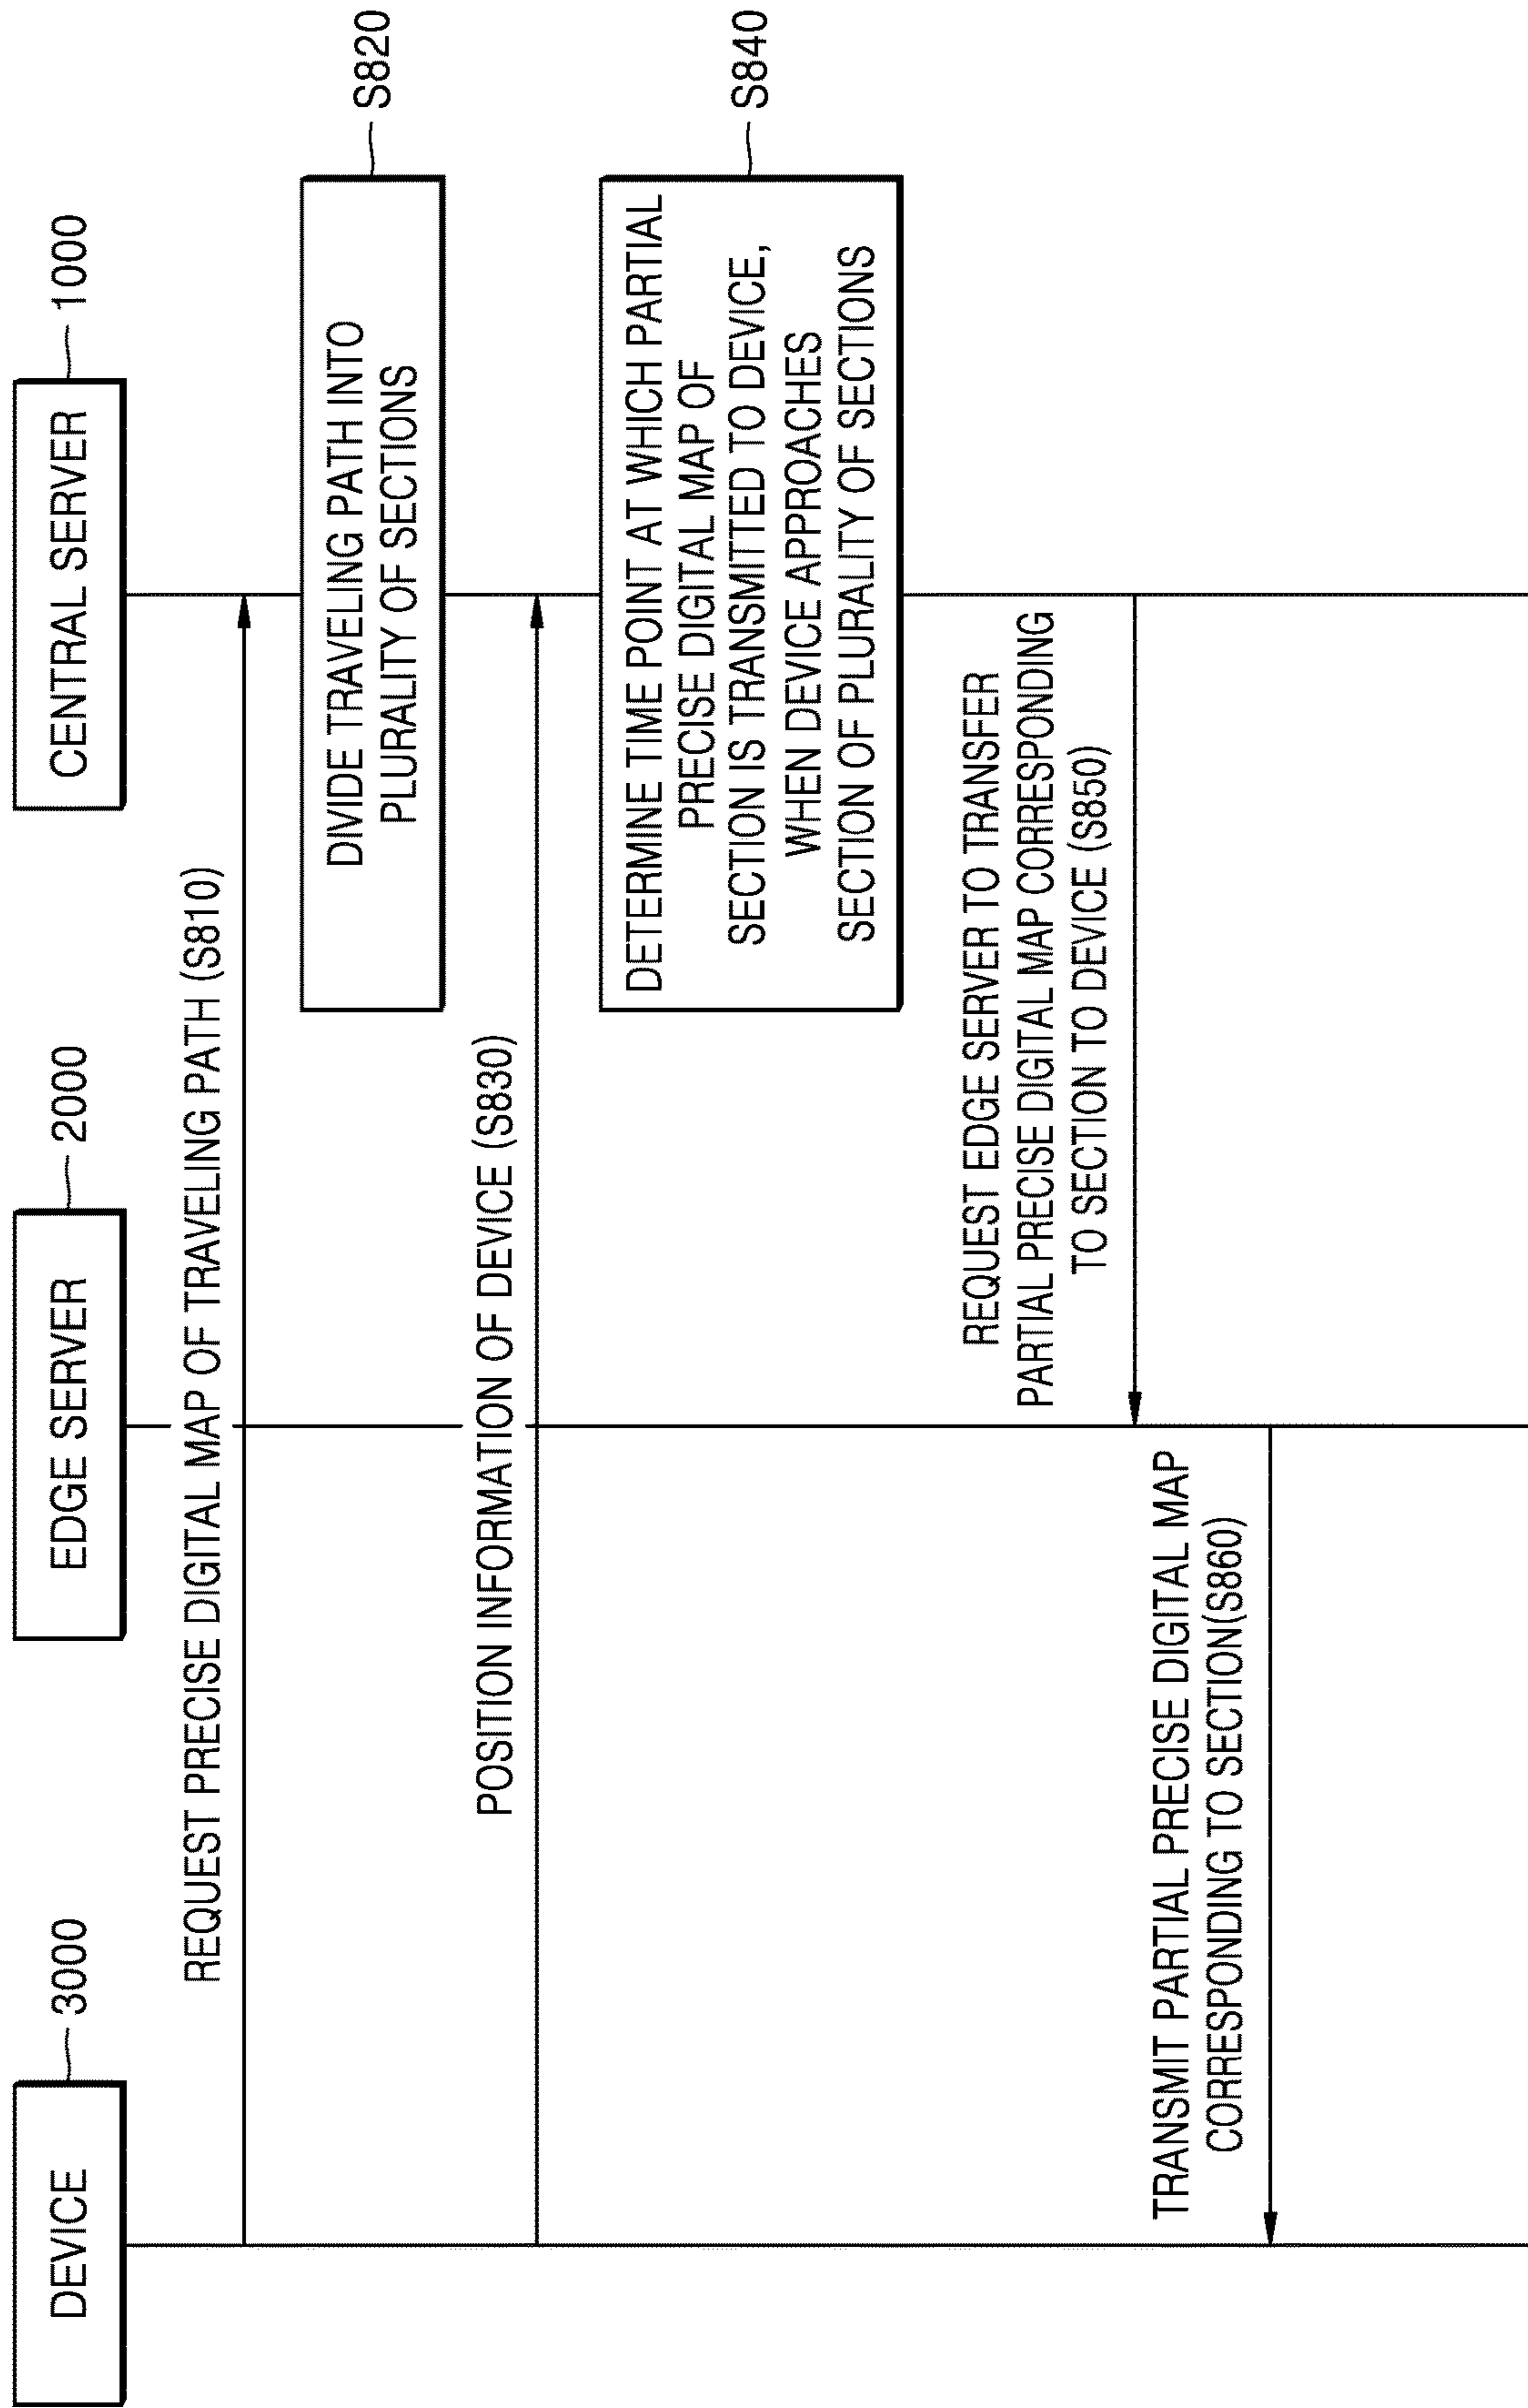 DEVICE
3000
EDGE SERVER
2000
CENTRAL SERVER
1000
REQUEST PRECISE DIGITAL MAP OF TRAVELING PATH (S810)
DIVIDE TRAVELING PATH INTO
PLURALITY OF SECTIONS
S820
POSITION INFORMATION OF DEVICE (S830)
DETERMINE TIME POINT AT WHICH PARTIAL
PRECISE DIGITAL MAP OF
SECTION IS TRANSMITTED TO DEVICE,
WHEN DEVICE APPROACHES
SECTION OF PLURALITY OF SECTIONS
S840
REQUEST EDGE SERVER TO TRANSFER
PARTIAL PRECISE DIGITAL MAP CORRESPONDING
TO SECTION TO DEVICE (S850)
TRANSMIT PARTIAL PRECISE DIGITAL MAP
CORRESPONDING TO SECTION(S860)